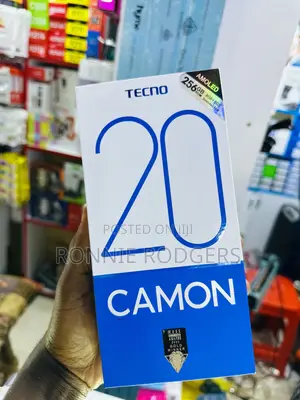 TECNO
AMOLED
256GB
20
POSTED ON JIJI
RONNIE RODGERS
CAMON